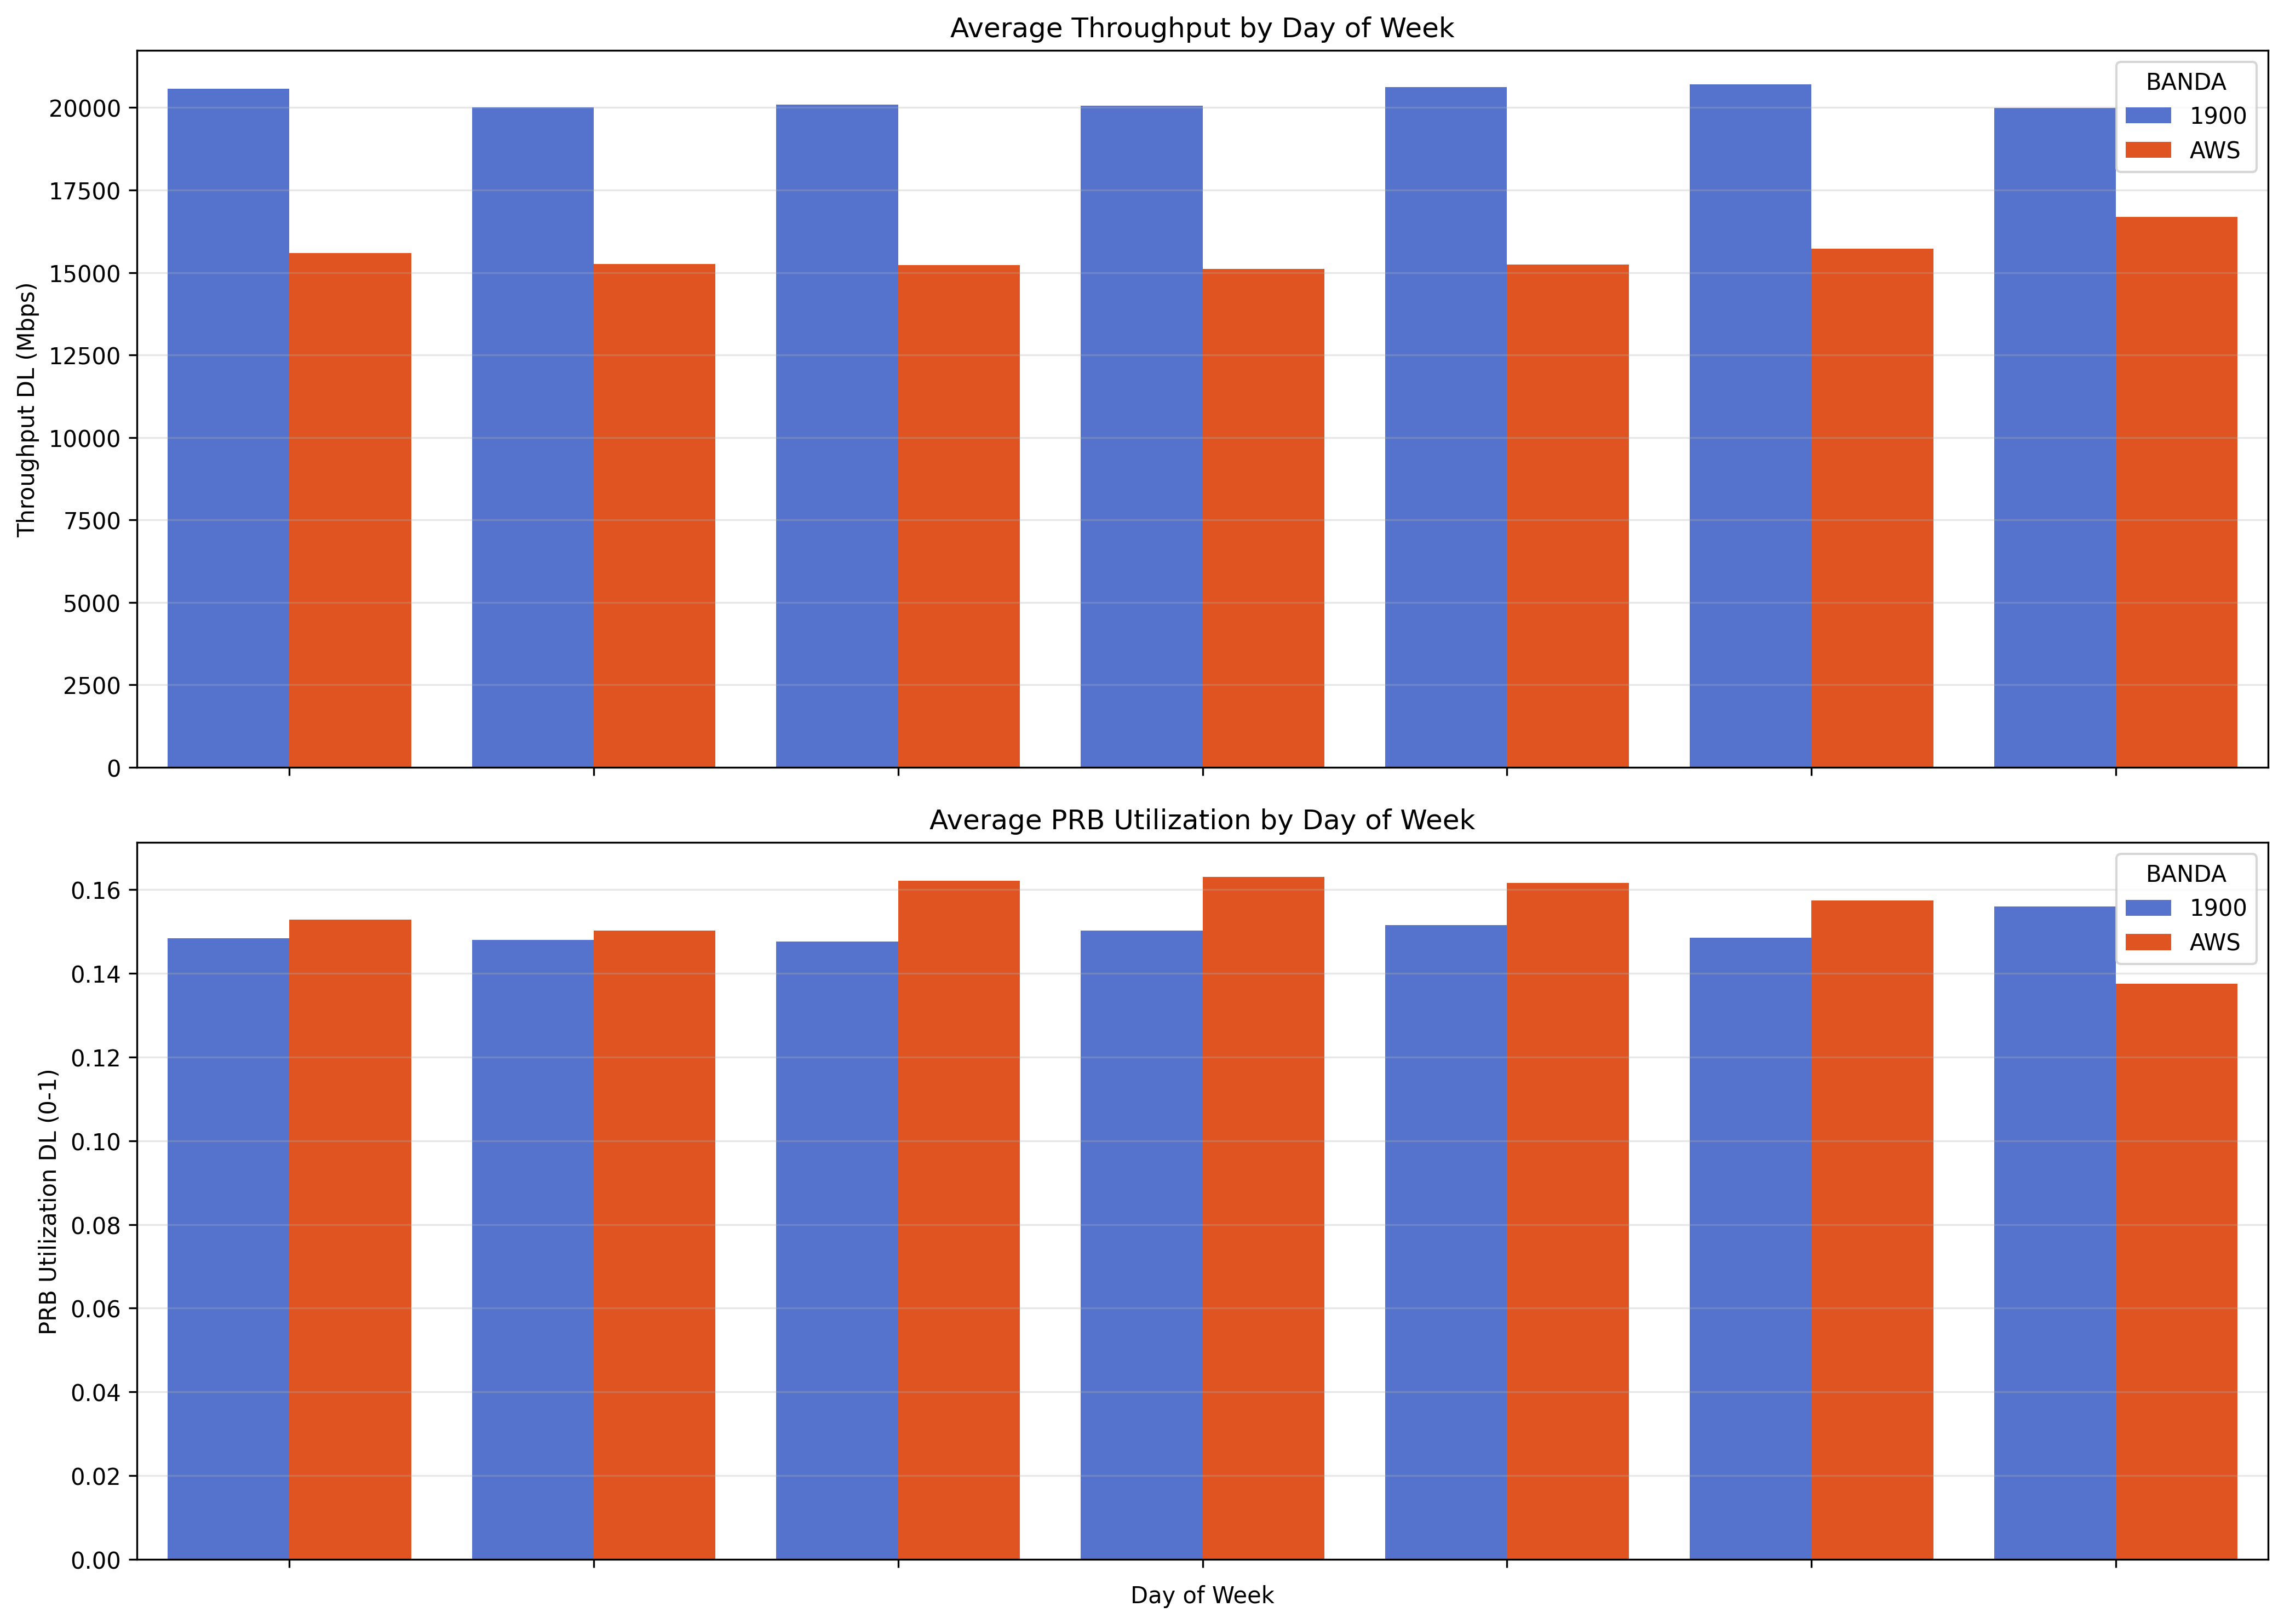 Average Throughput by Day of Week
Throughput DL (Mbps)
20000
17500
15000
12500
10000
7500
5000
2500
0
BANDA
1900
AWS
Average PRB Utilization by Day of Week
PRB Utilization DL (0-1)
0.16
0.14
0.12
0.10
0.08
0.06
0.04
0.02
0.00
BANDA
1900
AWS
Day of Week